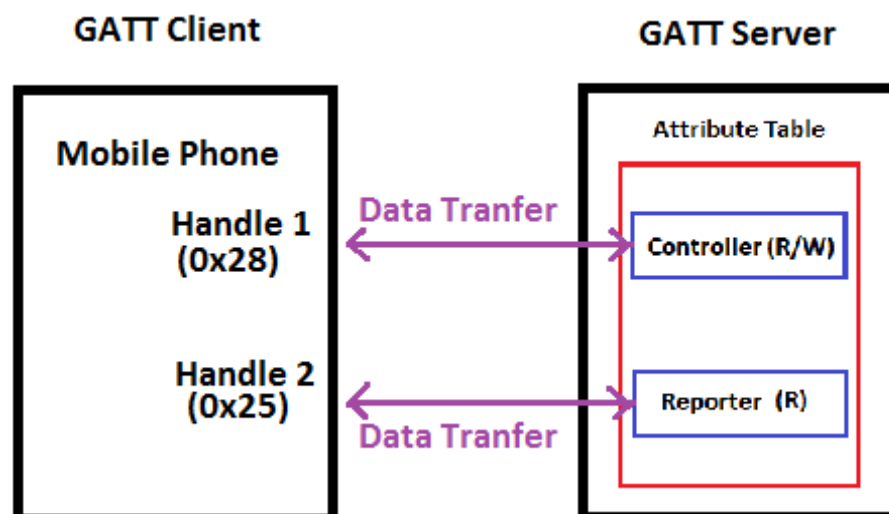 GATT Client
GATT Server
Mobile Phone
Attribute Table
Handle 1
(0x28)
Data Tranfer
Controller (R/W)
Handle 2
(0x25)
Data Tranfer
Reporter (R)